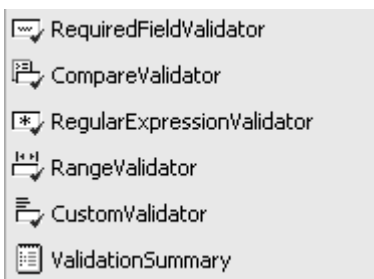 RequiredFieldValidator
CompareValidator
RegularExpressionValidator
RangeValidator
CustomValidator
ValidationSummary